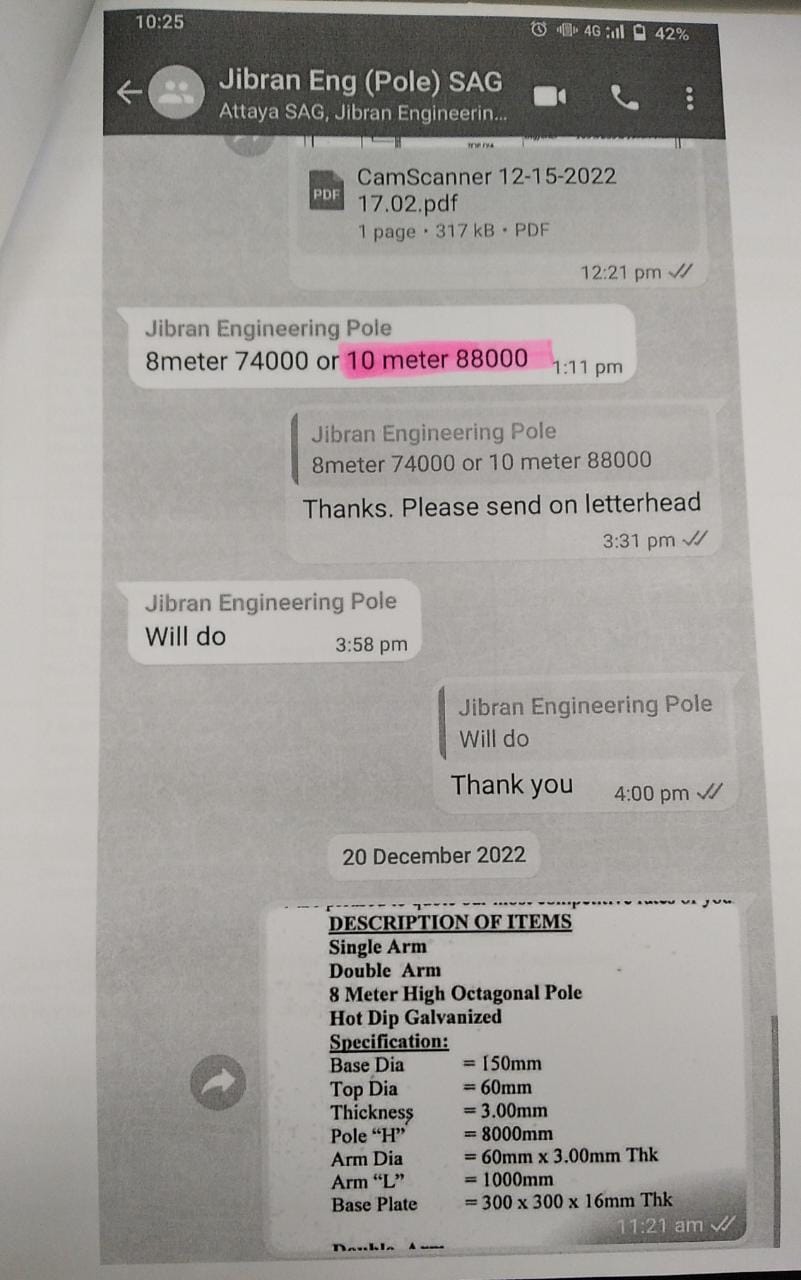 10:25
4G 42%
Jibran Eng (Pole) SAG
Attaya SAG, Jibran Engineerin...
PDF
CamScanner 12-15-2022
17.02.pdf
1 page · 317 kB · PDF
12:21 pm
Jibran Engineering Pole
8meter 74000 or 10 meter 88000 1:11 pm
Jibran Engineering Pole
8meter 74000 or 10 meter 88000
Thanks. Please send on letterhead
3:31 pm
Jibran Engineering Pole
Will do 3:58 pm
Jibran Engineering Pole
Will do
Thank you 4:00 pm
20 December 2022
DESCRIPTION OF ITEMS
Single Arm
Double Arm
8 Meter High Octagonal Pole
Hot Dip Galvanized
Specification:
Base Dia = 150mm
Top Dia = 60mm
Thickness = 3.00mm
Pole “H” = 8000mm
Arm Dia = 60mm x 3.00mm Thk
Arm “L” = 1000mm
Base Plate = 300 x 300 x 16mm Thk
11:21 am